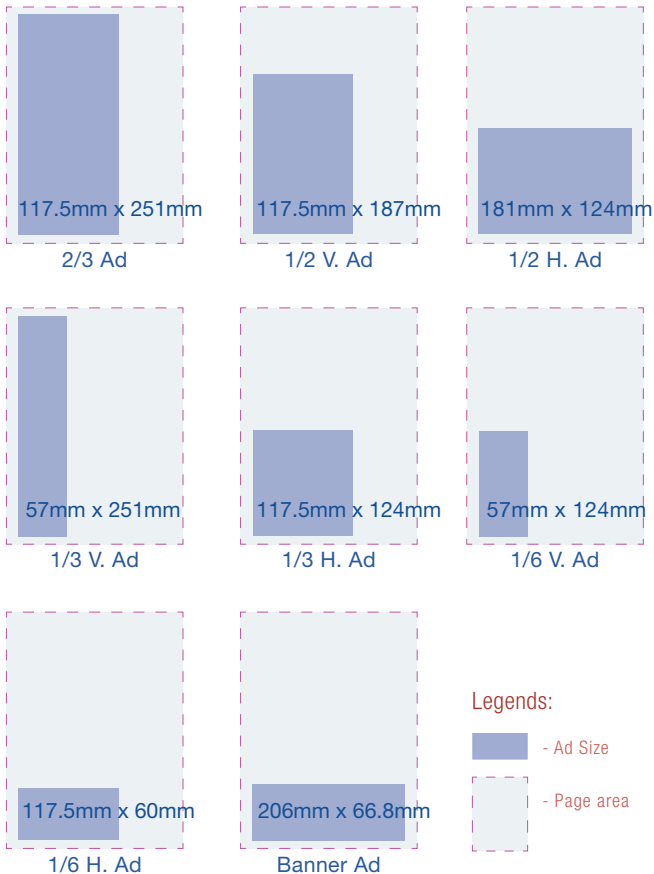 117.5mm x 251mm
2/3 Ad
117.5mm x 187mm
1/2 V. Ad
181mm x 124mm
1/2 H. Ad
57mm x 251mm
1/3 V. Ad
117.5mm x 124mm
1/3 H. Ad
57mm x 124mm
1/6 V. Ad
117.5mm x 60mm
1/6 H. Ad
206mm x 66.8mm
Banner Ad
Legends:
- Ad Size
- Page area